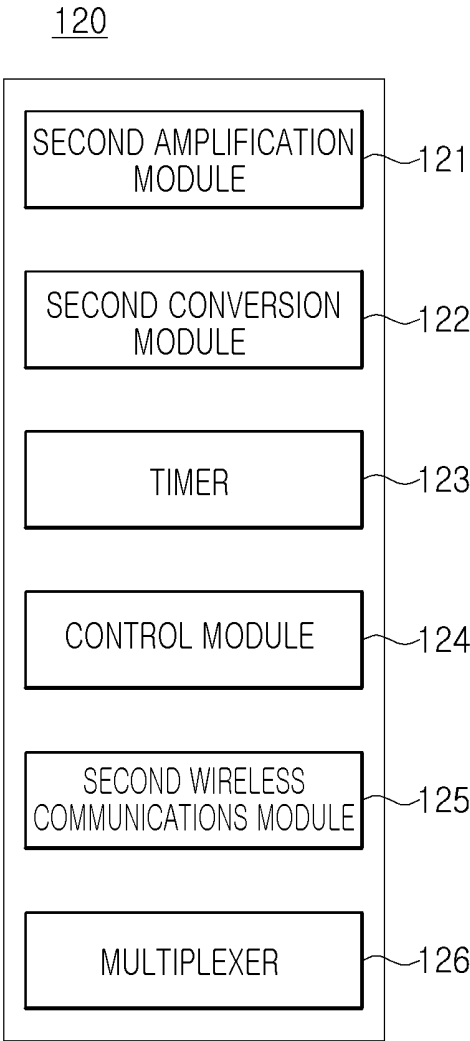 120
SECOND AMPLIFICATION
MODULE
121
SECOND CONVERSION
MODULE
122
TIMER
123
CONTROL MODULE
124
SECOND WIRELESS
COMMUNICATIONS MODULE
125
MULTIPLEXER
126